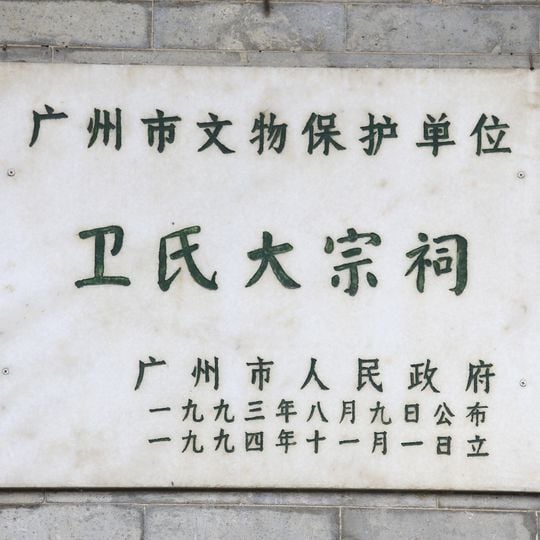 广州市文物保护单位
卫氏大宗祠
广州市人民政府
一九九三年八月九日公布
一九九四年十一月一日立